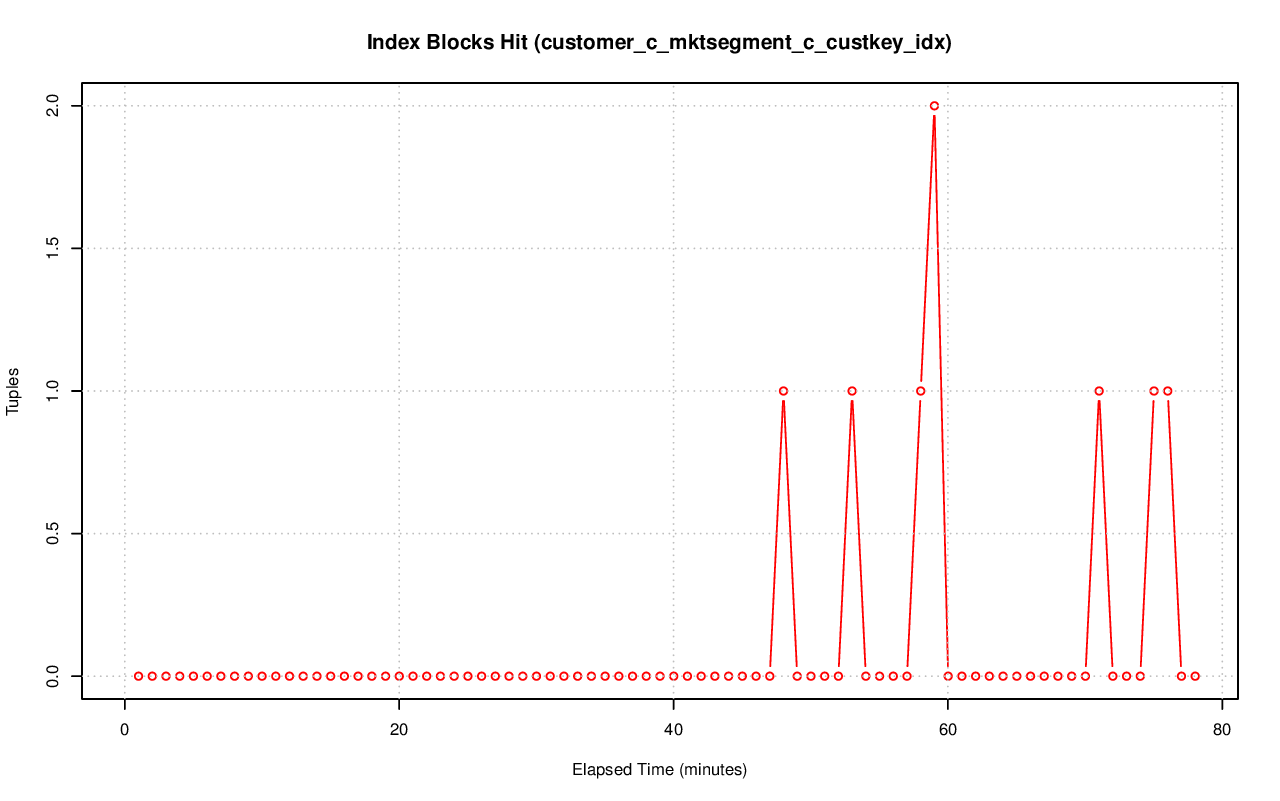 Index Blocks Hit (customer_c_mktsegment_c_custkey_idx)
Tuples
2.0
1.5
1.0
0.5
0.0
0 20 40 60 80
Elapsed Time (minutes)